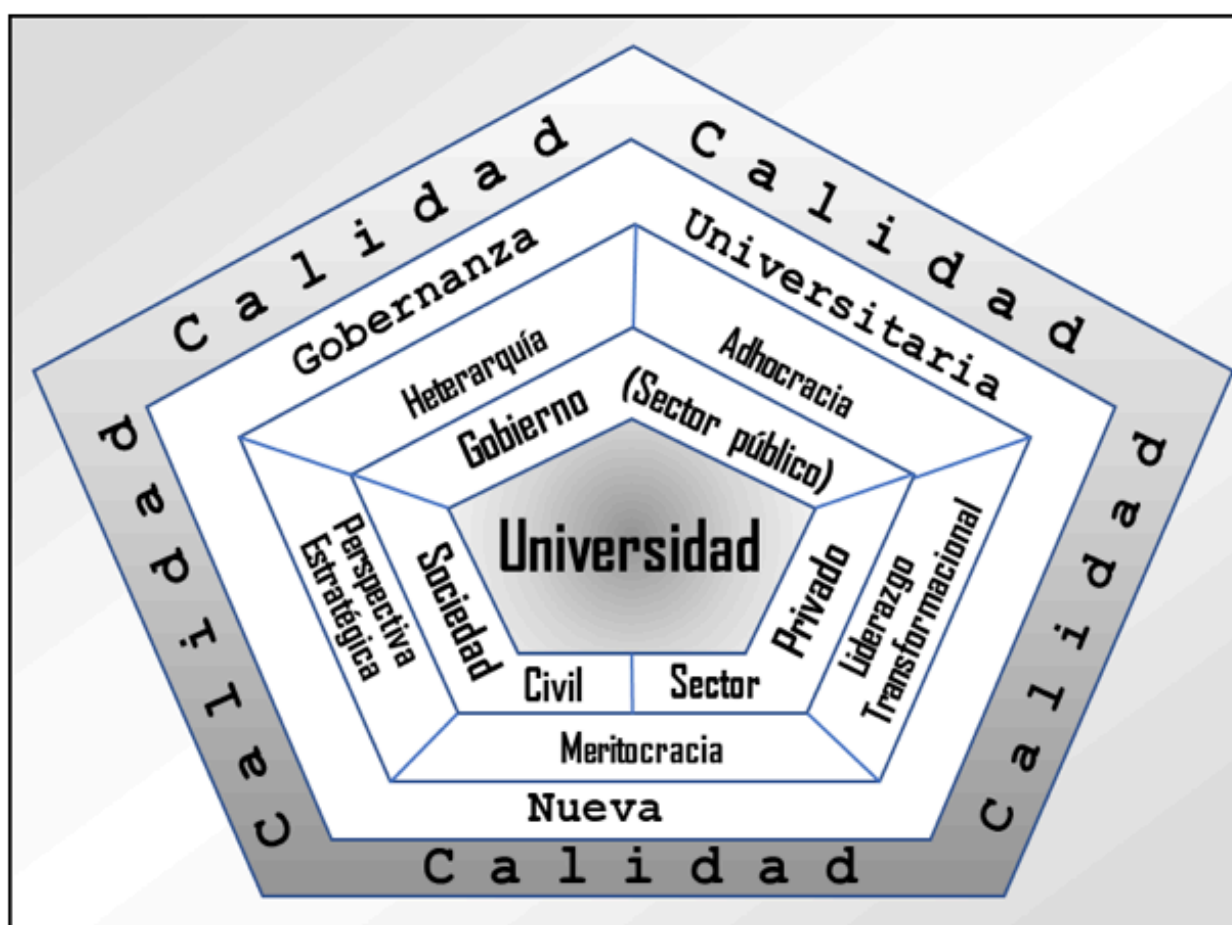 Calidad
Calidad
Gobernanza
Universitaria
Heterarquía
Adhocracia
Gobierno
(Sector público)
Calidad
Perspectiva
Estratégica
Sociedad
Universidad
Privado
Liderazgo
Transformacional
Calidad
Civil
Sector
Meritocracia
Nueva
Calidad